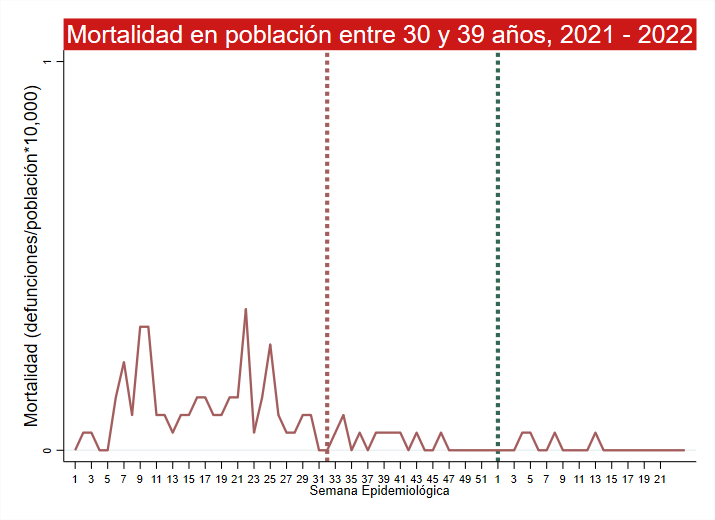 Mortalidad en población entre 30 y 39 años, 2021 - 2022
Mortalidad (defunciones/población*10,000)
1
0
1 3 5 7 9 11 13 15 17 19 21 23 25 27 29 31 33 35 37 39 41 43 45 47 49 51 1 3 5 7 9 11 13 15 17 19 21
Semana Epidemiológica